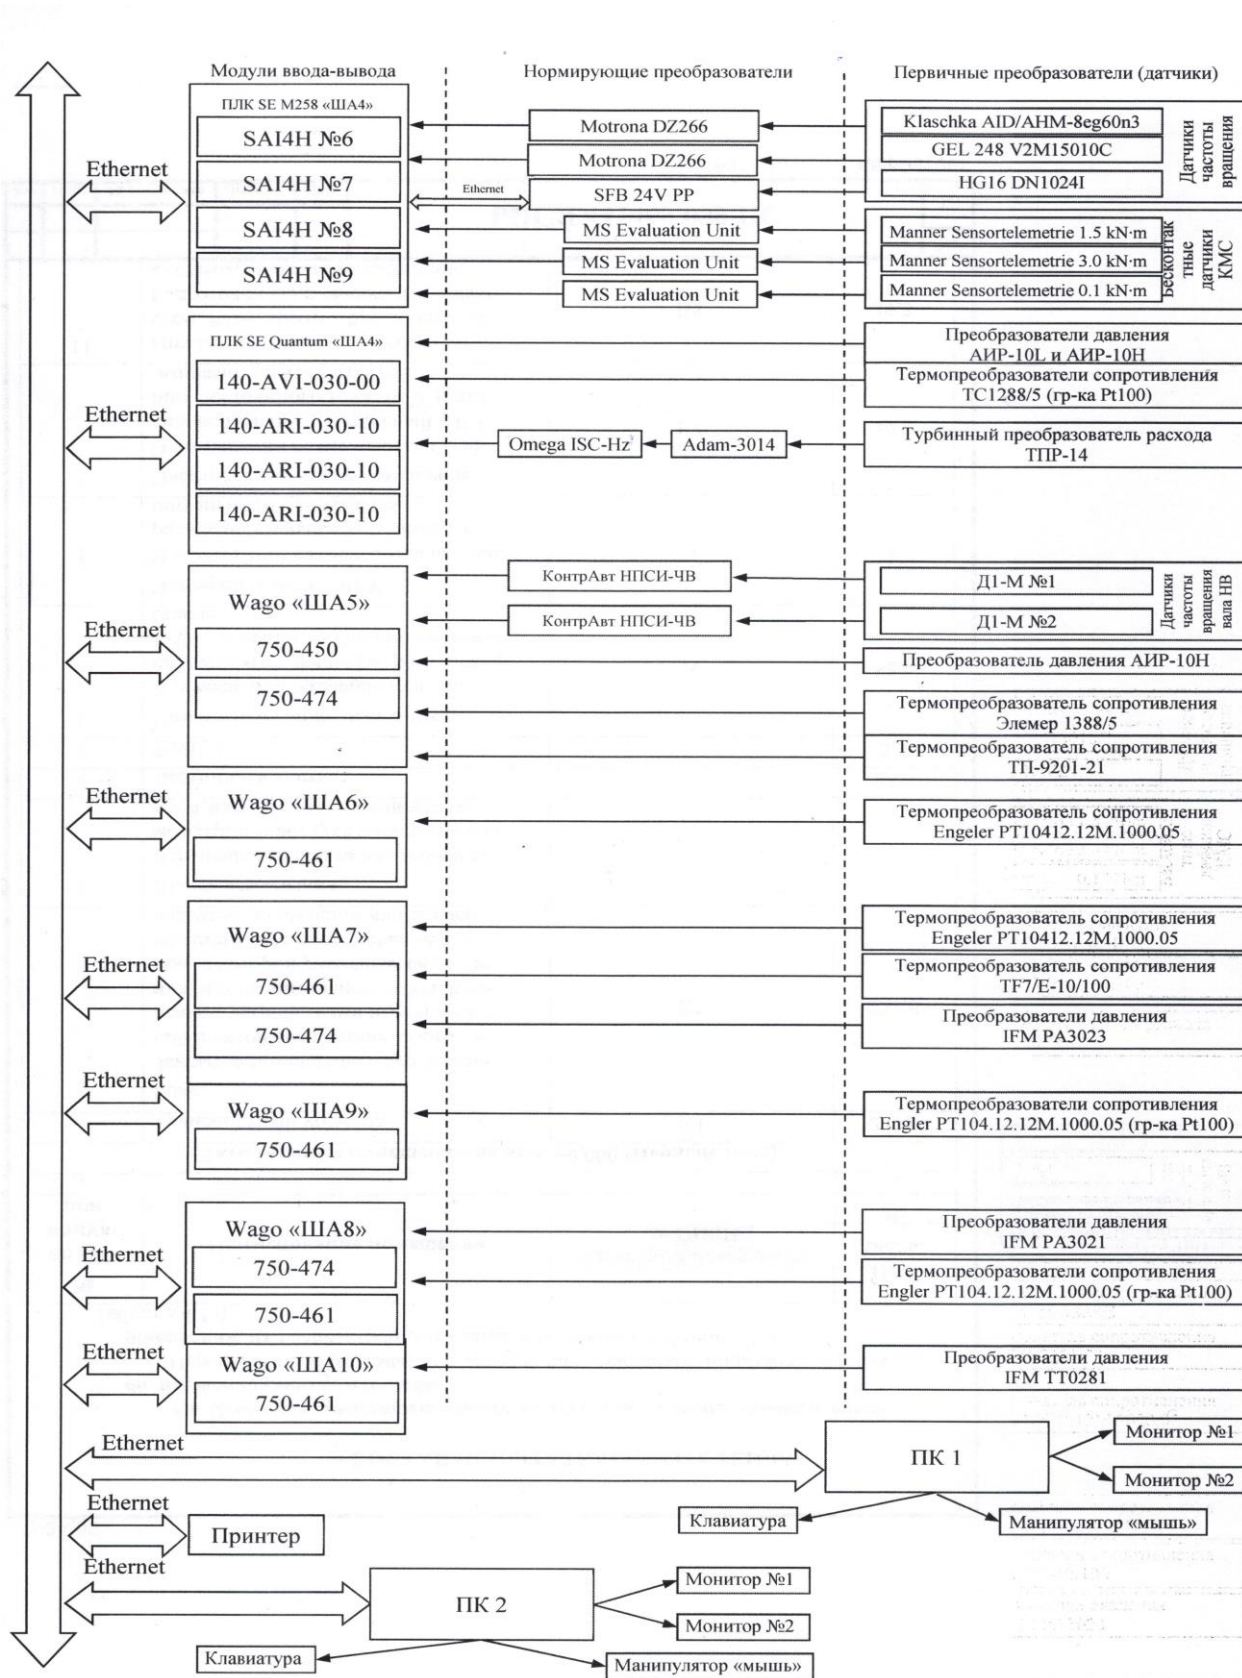 Модули ввода-вывода
Нормирующие преобразователи
Первичные преобразователи (датчики)
ПЛК SE M258 «ША4»
SAI4H №6
SAI4H №7
SAI4H №8
SAI4H №9
Ethernet
Motrona DZ266
Motrona DZ266
Ethernet
SFB 24V PP
MS Evaluation Unit
MS Evaluation Unit
MS Evaluation Unit
Klaschka AID/AHM-8eg60n3
GEL 248 V2M15010C
HG16 DN1024I
Датчики
частоты
вращения
Manner Sensortelemetrie 1.5 kN·m
Manner Sensortelemetrie 3.0 kN·m
Manner Sensortelemetrie 0.1 kN·m
Бесконтак
тные
датчики
КМС
ПЛК SE Quantum «ША4»
140-AVI-030-00
140-ARI-030-10
140-ARI-030-10
140-ARI-030-10
Ethernet
Omega ISC-Hz
Adam-3014
Преобразователи давления
АИР-10L и АИР-10Н
Термопреобразователи сопротивления
ТС1288/5 (гр-ка Pt100)
Турбинный преобразователь расхода
ТПР-14
Wago «ША5»
750-450
750-474
Ethernet
КонтрАвт НПСИ-ЧВ
КонтрАвт НПСИ-ЧВ
Д1-М №1
Д1-М №2
Датчики
частоты
вращения
вала НВ
Преобразователь давления АИР-10Н
Термопреобразователь сопротивления
Элемер 1388/5
Термопреобразователь сопротивления
ТП-9201-21
Ethernet
Wago «ША6»
750-461
Термопреобразователь сопротивления
Engeler PT10412.12M.1000.05
Ethernet
Wago «ША7»
750-461
750-474
Термопреобразователь сопротивления
Engeler PT10412.12M.1000.05
Термопреобразователь сопротивления
TF7/E-10/100
Преобразователи давления
IFM PA3023
Ethernet
Wago «ША9»
750-461
Термопреобразователи сопротивления
Engler PT104.12.12M.1000.05 (гр-ка Pt100)
Ethernet
Wago «ША8»
750-474
750-461
Преобразователи давления
IFM PA3021
Термопреобразователи сопротивления
Engler PT104.12.12M.1000.05 (гр-ка Pt100)
Ethernet
Wago «ША10»
750-461
Преобразователи давления
IFM TT0281
Ethernet
ПК 1
Монитор №1
Монитор №2
Клавиатура
Манипулятор «мышь»
Ethernet
Принтер
Ethernet
ПК 2
Монитор №1
Монитор №2
Клавиатура
Манипулятор «мышь»